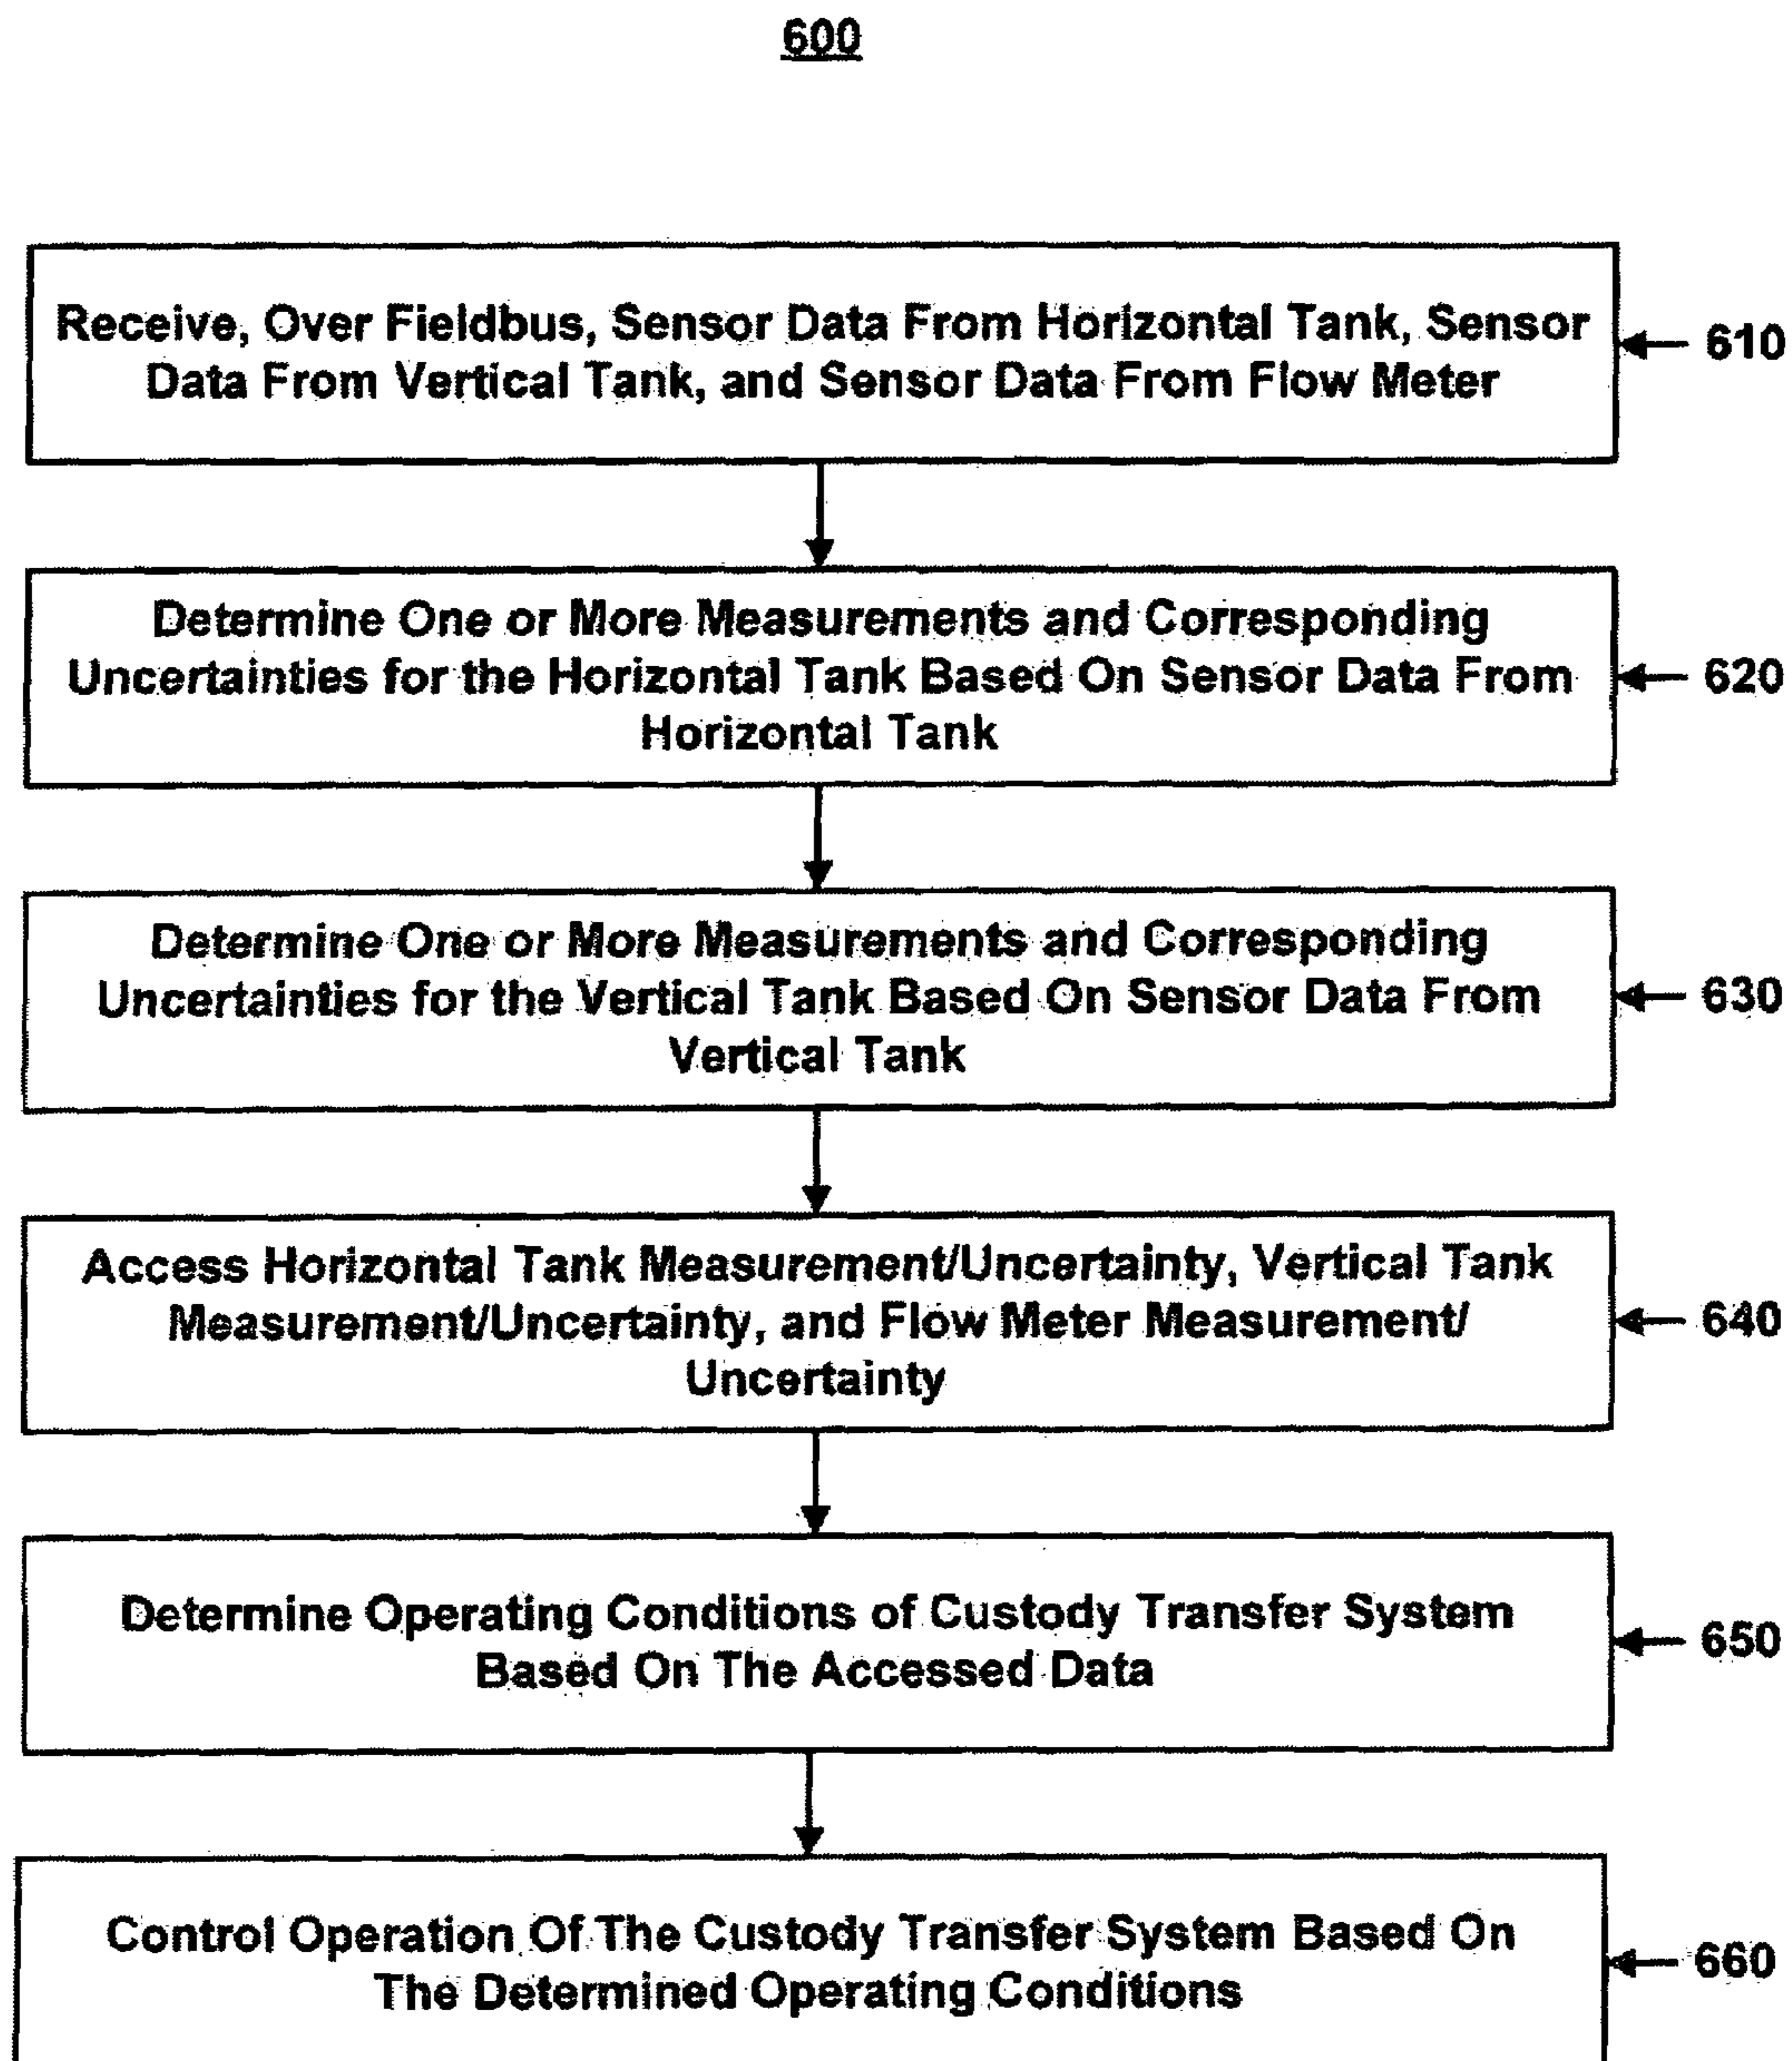 600
Receive, Over Fieldbus, Sensor Data From Horizontal Tank, Sensor
Data From Vertical Tank, and Sensor Data From Flow Meter
610
Determine One or More Measurements and Corresponding
Uncertainties for the Horizontal Tank Based On Sensor Data From
Horizontal Tank
620
Determine One or More Measurements and Corresponding
Uncertainties for the Vertical Tank Based On Sensor Data From
Vertical Tank
630
Access Horizontal Tank Measurement/Uncertainty, Vertical Tank
Measurement/Uncertainty, and Flow Meter Measurement/
Uncertainty
640
Determine Operating Conditions of Custody Transfer System
Based On The Accessed Data
650
Control Operation Of The Custody Transfer System Based On
The Determined Operating Conditions
660